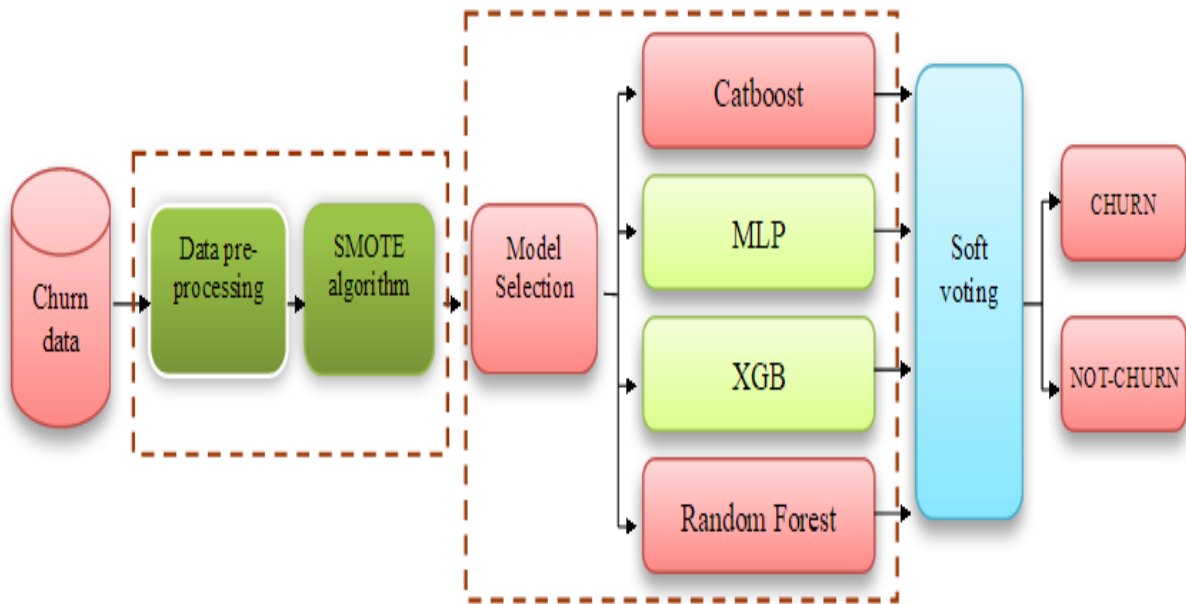 Churn
data
Data pre-
processing
SMOTE
algorithm
Model
Selection
Catboost
MLP
XGB
Random Forest
Soft
voting
CHURN
NOT-CHURN